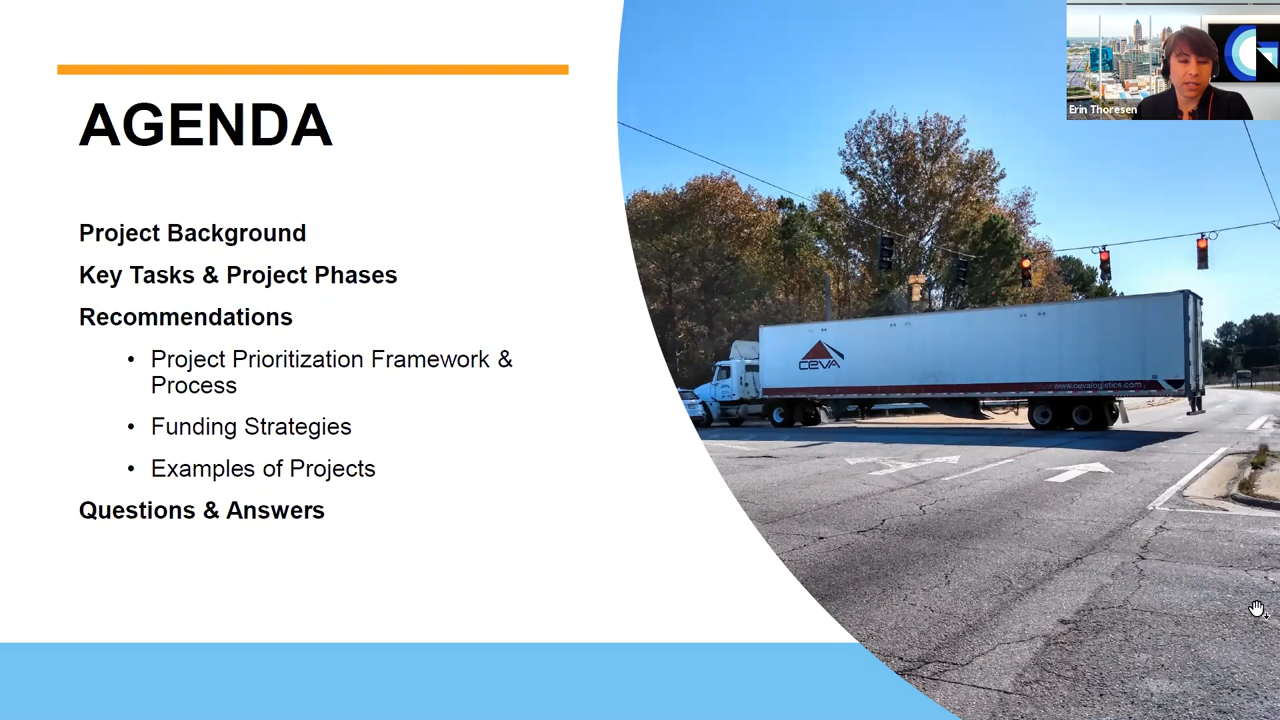 AGENDA
Project Background
Key Tasks & Project Phases
Recommendations
• Project Prioritization Framework &
Process
• Funding Strategies
• Examples of Projects
Questions & Answers
Erin Thoresen
CEVA
www.cevalogistics.com